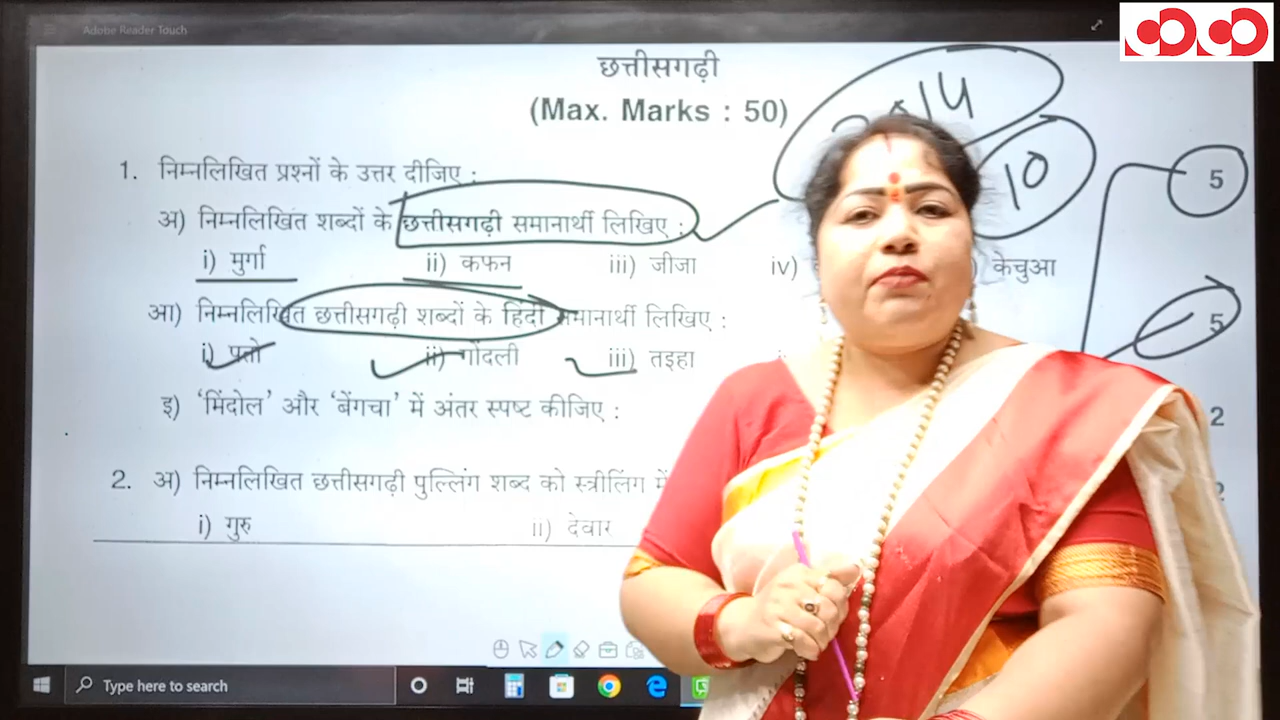 Adobe Reader Touch
छत्तीसगढ़ी
(Max. Marks : 50)
14
10
1. निम्नलिखित प्रश्नों के उत्तर दीजिए :
5
अ) निम्नलिखित शब्दों के छत्तीसगढ़ी समानार्थी लिखिए :
i) मुर्गा ii) कफन iii) जीजा iv) केचुआ
आ) निम्नलिखित छत्तीसगढ़ी शब्दों के हिंदी समानार्थी लिखिए : 5
i) पतो ii) गोंदली iii) तइहा
इ) ‘मिंदोल’ और ‘बेंगचा’ में अंतर स्पष्ट कीजिए : 2
2. अ) निम्नलिखित छत्तीसगढ़ी पुल्लिंग शब्द को स्त्रीलिंग में 2
i) गुरु ii) देवार
Type here to search